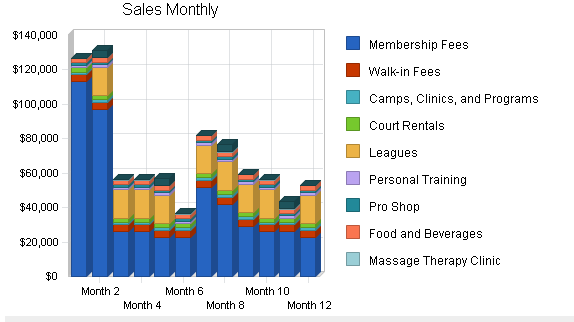 Sales Monthly
$140,000
$120,000
$100,000
$80,000
$60,000
$40,000
$20,000
$0
Month 2
Month 4
Month 6
Month 8
Month 10
Month 12
Membership Fees
Walk-in Fees
Camps, Clinics, and Programs
Court Rentals
Leagues
Personal Training
Pro Shop
Food and Beverages
Massage Therapy Clinic